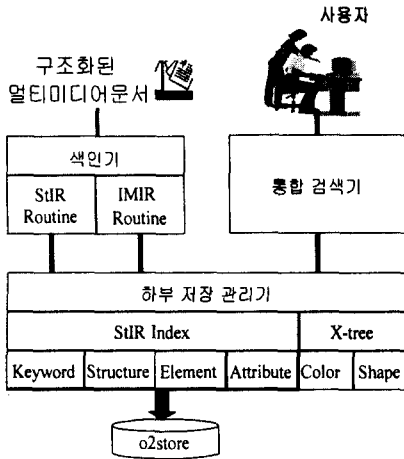 사용자
구조화된
멀티미디어문서
색인기
StIR
Routine
IMIR
Routine
통합 검색기
하부 저장 관리기
StIR Index
X-tree
Keyword
Structure
Element
Attribute
Color
Shape
o2store